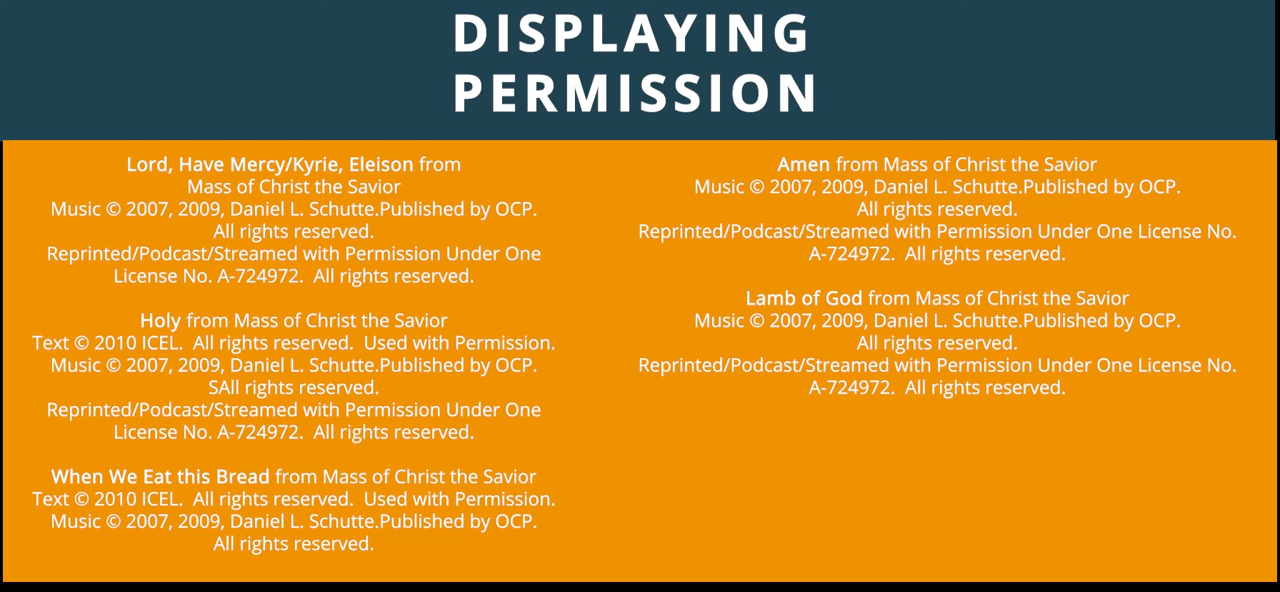 DISPLAYING
PERMISSION
Lord, Have Mercy/Kyrie, Eleison from
Mass of Christ the Savior
Music © 2007, 2009, Daniel L. Schutte.Published by OCP.
All rights reserved.
Reprinted/Podcast/Streamed with Permission Under One
License No. A-724972.  All rights reserved.
Holy from Mass of Christ the Savior
Text © 2010 ICEL.  All rights reserved.  Used with Permission.
Music © 2007, 2009, Daniel L. Schutte.Published by OCP.
SAll rights reserved.
Reprinted/Podcast/Streamed with Permission Under One
License No. A-724972.  All rights reserved.
When We Eat this Bread from Mass of Christ the Savior
Text © 2010 ICEL.  All rights reserved.  Used with Permission.
Music © 2007, 2009, Daniel L. Schutte.Published by OCP.
All rights reserved.
Amen from Mass of Christ the Savior
Music © 2007, 2009, Daniel L. Schutte.Published by OCP.
All rights reserved.
Reprinted/Podcast/Streamed with Permission Under One License No.
A-724972.  All rights reserved.
Lamb of God from Mass of Christ the Savior
Music © 2007, 2009, Daniel L. Schutte.Published by OCP.
All rights reserved.
Reprinted/Podcast/Streamed with Permission Under One License No.
A-724972.  All rights reserved.